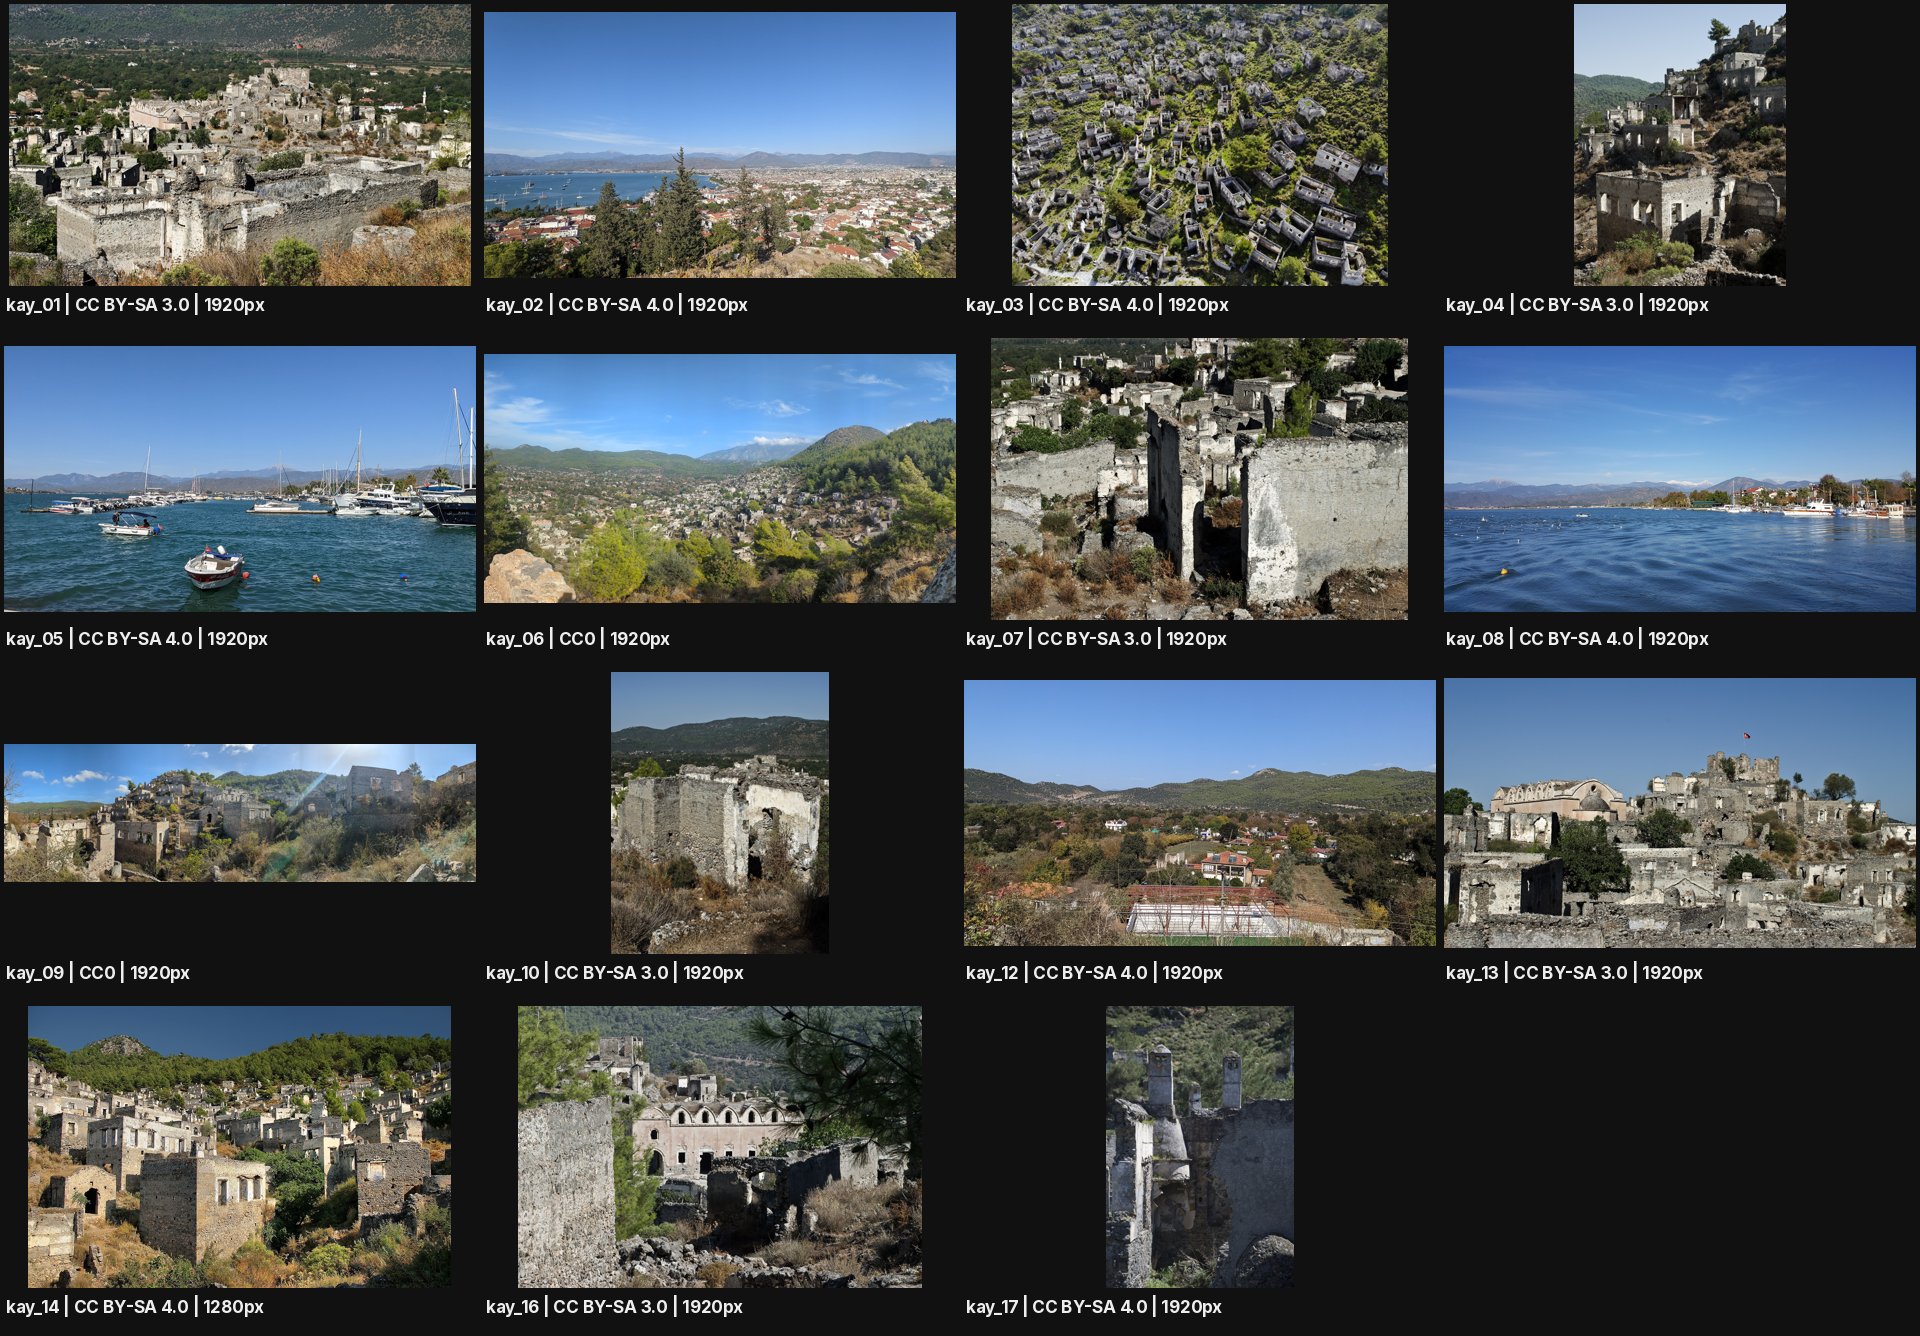 kay_01 | CC BY-SA 3.0 | 1920px
kay_02 | CC BY-SA 4.0 | 1920px
kay_03 | CC BY-SA 4.0 | 1920px
kay_04 | CC BY-SA 3.0 | 1920px
kay_05 | CC BY-SA 4.0 | 1920px
kay_06 | CC0 | 1920px
kay_07 | CC BY-SA 3.0 | 1920px
kay_08 | CC BY-SA 4.0 | 1920px
kay_09 | CC0 | 1920px
kay_10 | CC BY-SA 3.0 | 1920px
kay_12 | CC BY-SA 4.0 | 1920px
kay_13 | CC BY-SA 3.0 | 1920px
kay_14 | CC BY-SA 4.0 | 1280px
kay_16 | CC BY-SA 3.0 | 1920px
kay_17 | CC BY-SA 4.0 | 1920px